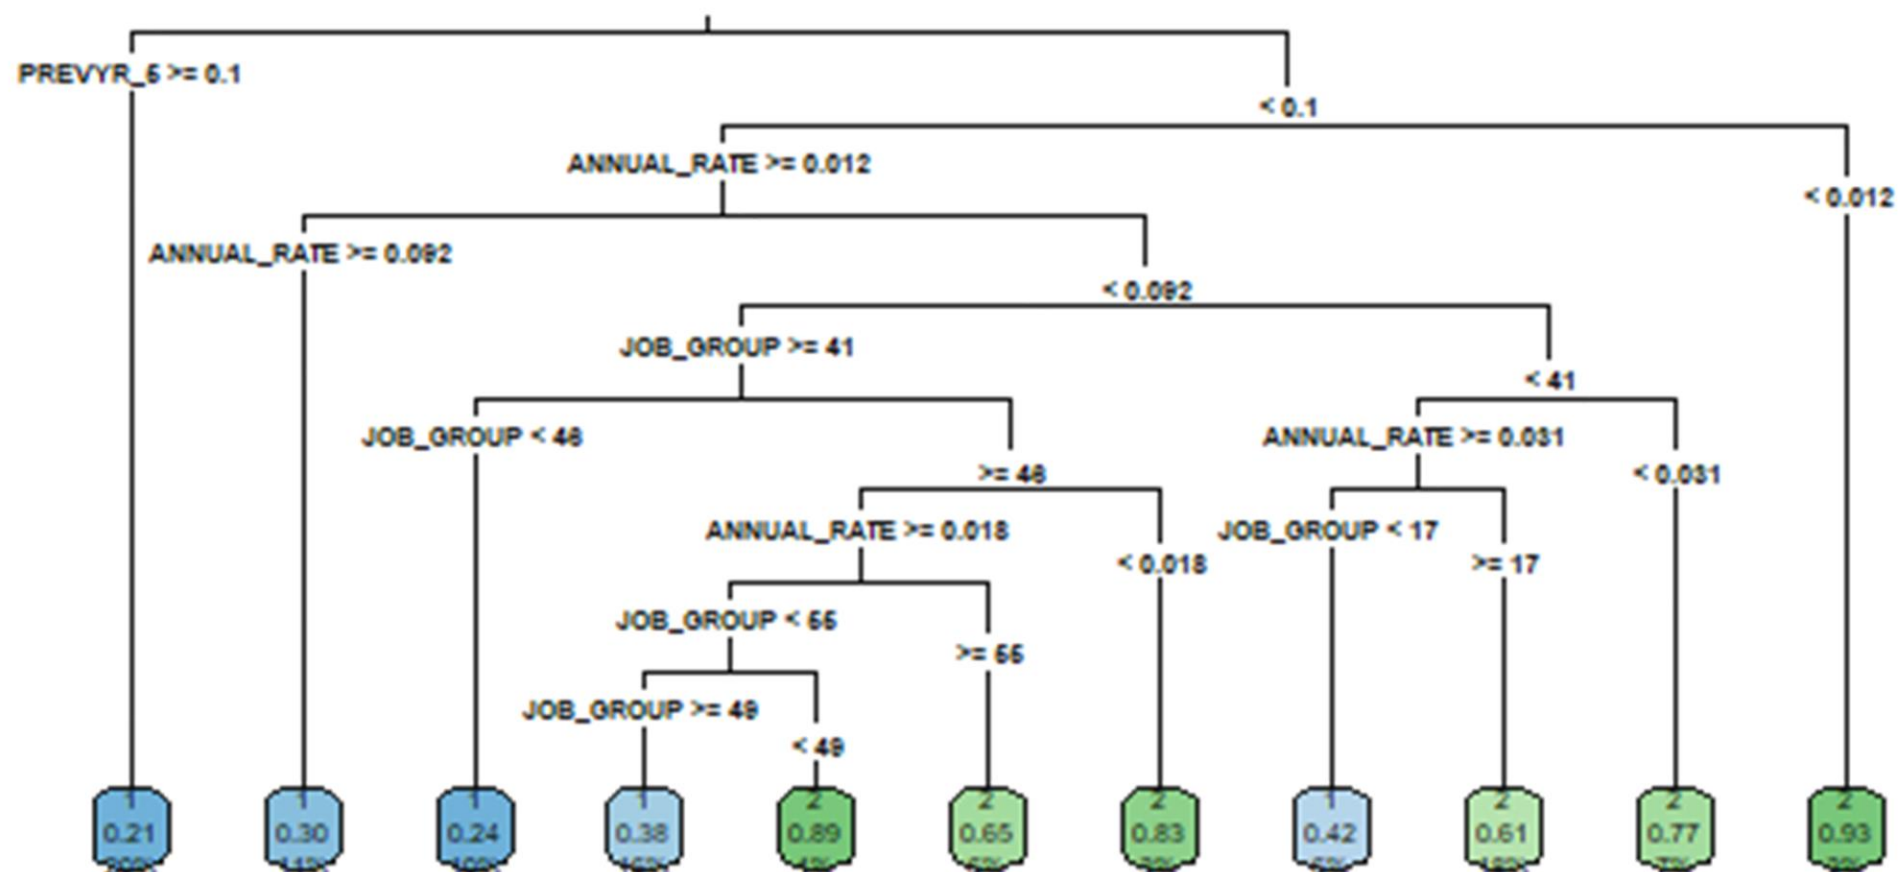 PREVYR_5 >= 0.1
< 0.1
ANNUAL_RATE >= 0.012
< 0.012
ANNUAL_RATE >= 0.092
< 0.092
JOB_GROUP >= 41
< 41
JOB_GROUP < 46
ANNUAL_RATE >= 0.031
>= 46
< 0.031
ANNUAL_RATE >= 0.018
JOB_GROUP < 17
< 0.018
>= 17
JOB_GROUP < 55
>= 55
JOB_GROUP >= 49
< 49
1 1 1 1 2 2 2 1 2 2 2
0.21 0.30 0.24 0.38 0.89 0.65 0.83 0.42 0.61 0.77 0.93